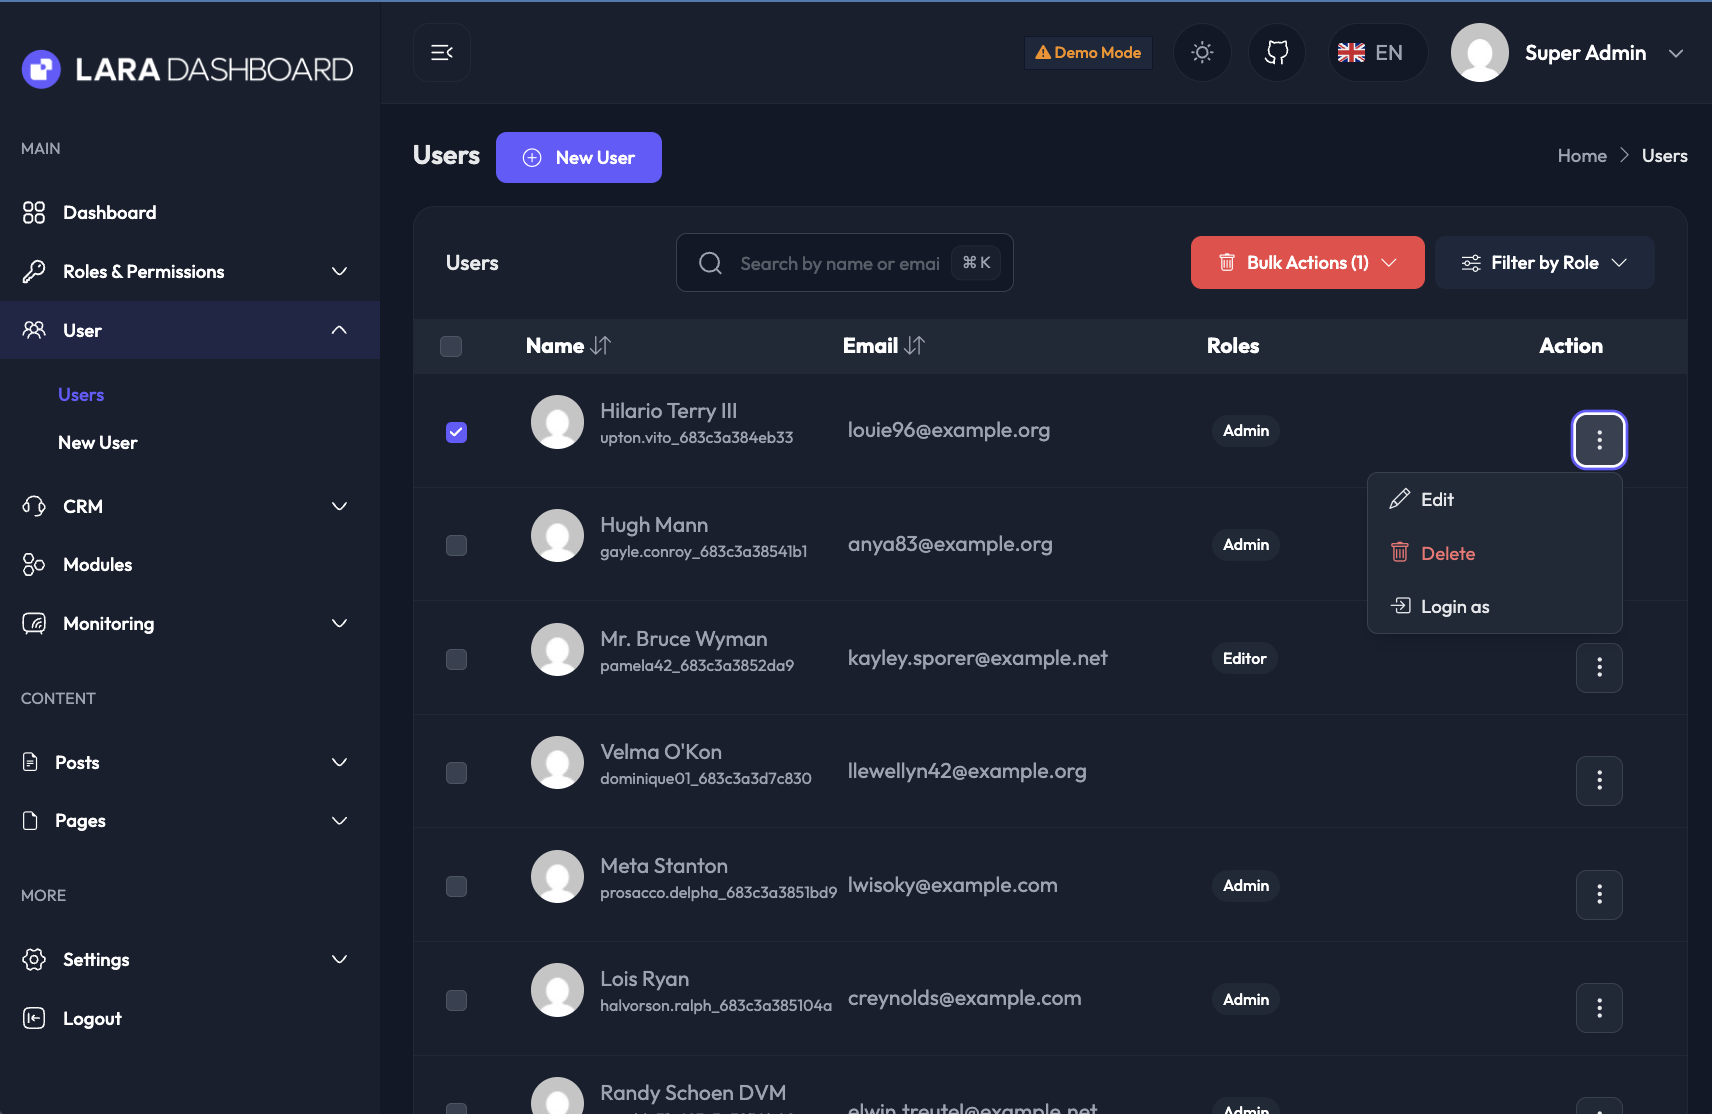 LARA DASHBOARD
Demo Mode
EN
Super Admin
MAIN
Dashboard
Roles & Permissions
User
Users
New User
CRM
Modules
Monitoring
CONTENT
Posts
Pages
MORE
Settings
Logout
Users
New User
Home > Users
Users
Search by name or emai
⌘ K
Bulk Actions (1)
Filter by Role
Name Email Roles Action
Hilario Terry III
upton.vito_683c3a384eb33
louie96@example.org
Admin
Edit
Delete
Login as
Hugh Mann
gayle.conroy_683c3a38541b1
anya83@example.org
Admin
Mr. Bruce Wyman
pamela42_683c3a3852da9
kayley.sporer@example.net
Editor
Velma O'Kon
dominique01_683c3a3d7c830
llewellyn42@example.org
Meta Stanton
prosacco.delpha_683c3a3851bd9
lwisoky@example.com
Admin
Lois Ryan
halvorson.ralph_683c3a385104a
creynolds@example.com
Admin
Randy Schoen DVM
elwin.treutel@example.net
Admin